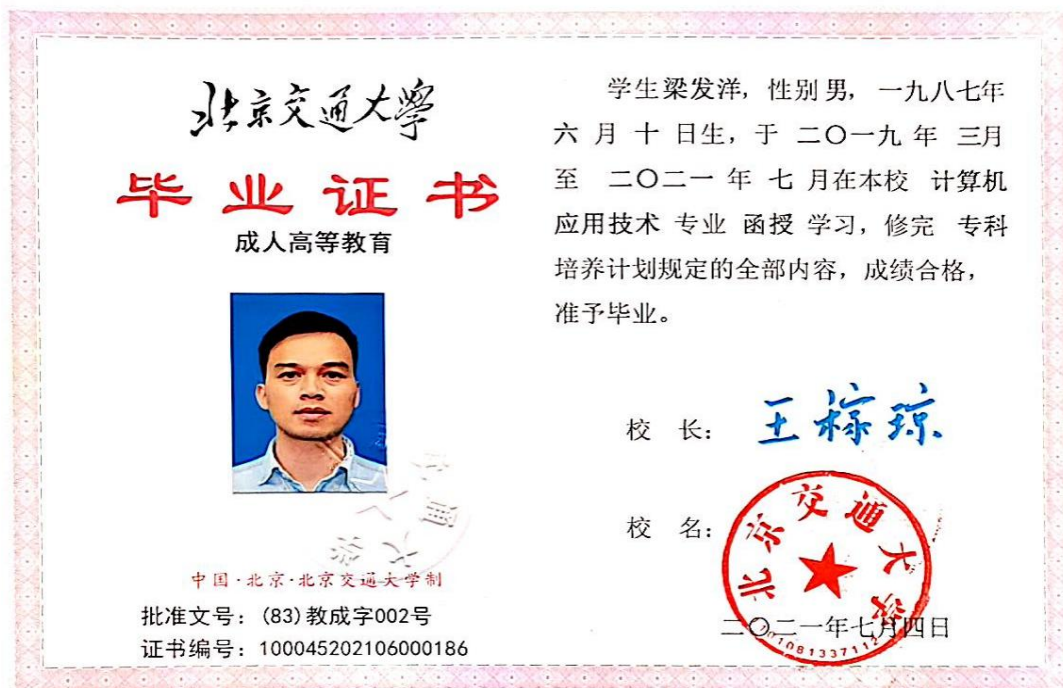 北京交通大學
毕业证书
成人高等教育
中国·北京·北京交通大学制
批准文号：(83)教成字002号
证书编号：100045202106000186
学生梁发洋，性别男，一九八七年
六月十日生，于二〇一九年三月
至二〇二一年七月在本校计算机
应用技术专业函授学习，修完专科
培养计划规定的全部内容，成绩合格，
准予毕业。
校长：王稼琼
校名：
北京交通大学
二〇二一年七月四日